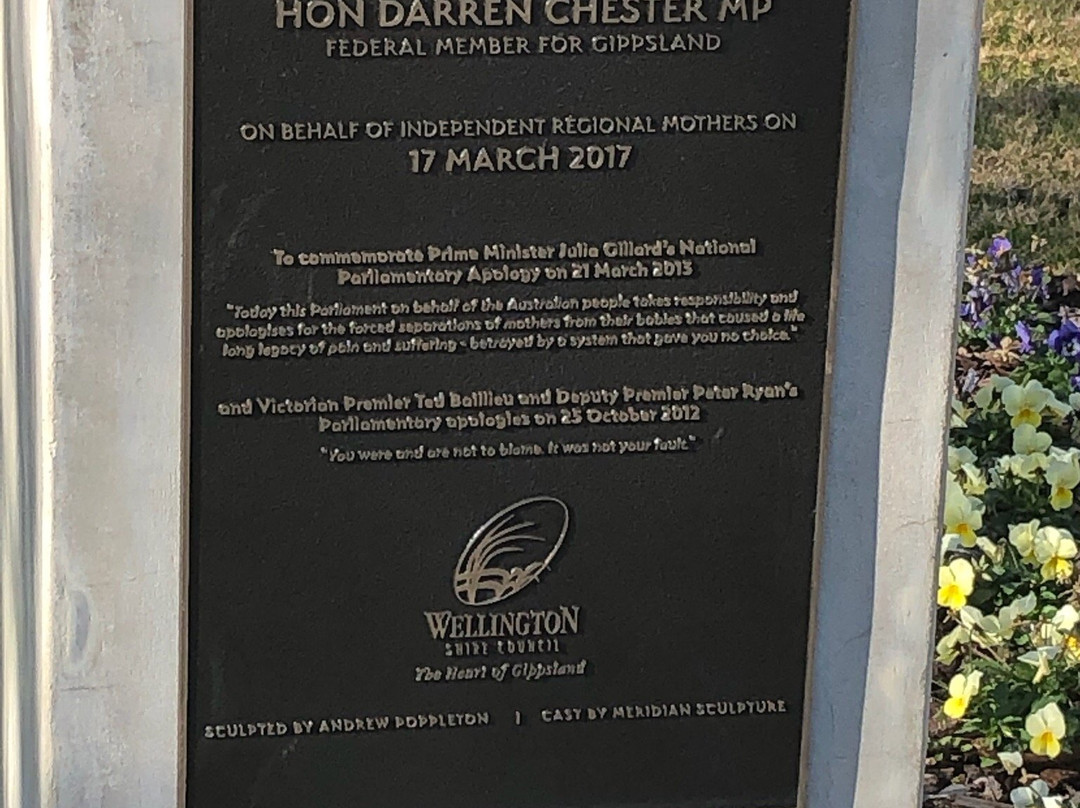 HON DARREN CHESTER MP
FEDERAL MEMBER FOR GIPPSLAND
ON BEHALF OF INDEPENDENT REGIONAL MOTHERS ON
17 MARCH 2017
To commemorate Prime Minister Julia Gillard's National
Parliamentary Apology on 21 March 2013
"Today this Parliament on behalf of the Australian people takes responsibility and
apologises for the forced separations of mothers from their babies that caused a life
long legacy of pain and suffering - betrayed by a system that gave you no choice."
and Victorian Premier Ted Baillieu and Deputy Premier Peter Ryan's
Parliamentary apologies on 25 October 2012
"You were and are not to blame. It was not your fault."
WELLINGTON
SHIRE COUNCIL
The Heart of Gippsland
SCULPTED BY ANDREW POPPLETON | CAST BY MERIDIAN SCULPTURE